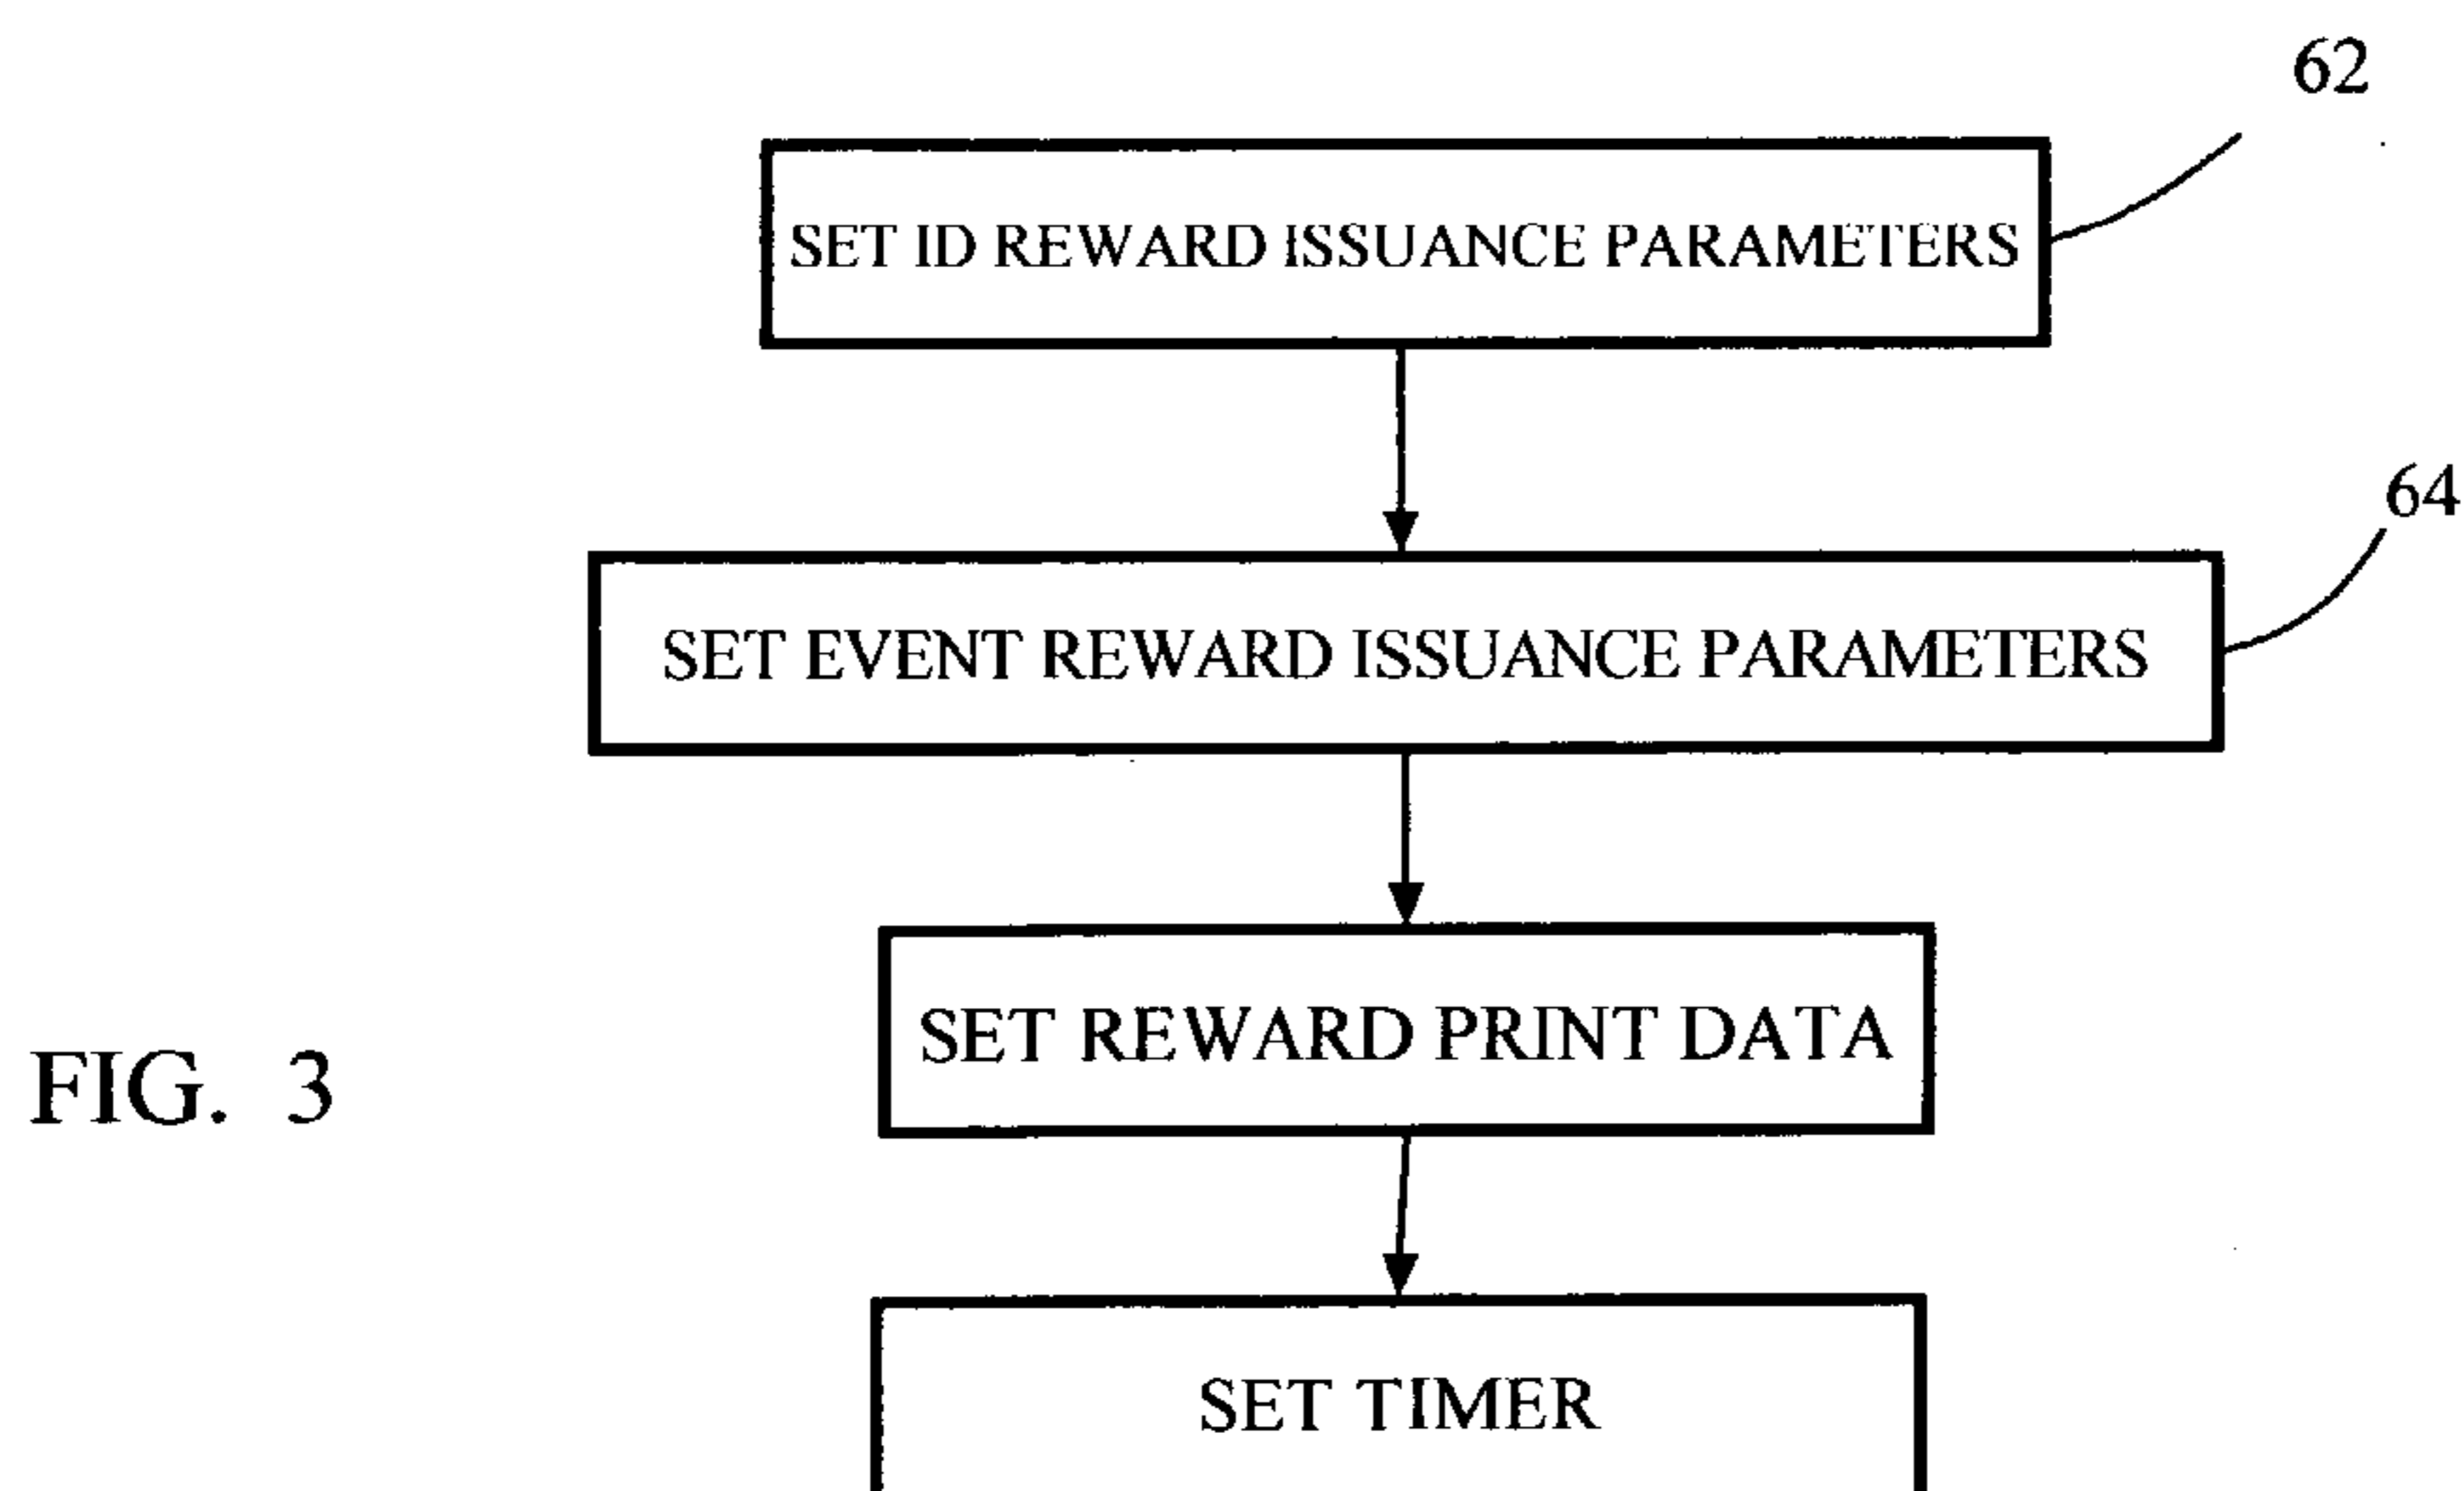 62
SET ID REWARD ISSUANCE PARAMETERS
64
SET EVENT REWARD ISSUANCE PARAMETERS
SET REWARD PRINT DATA
FIG. 3
SET TIMER